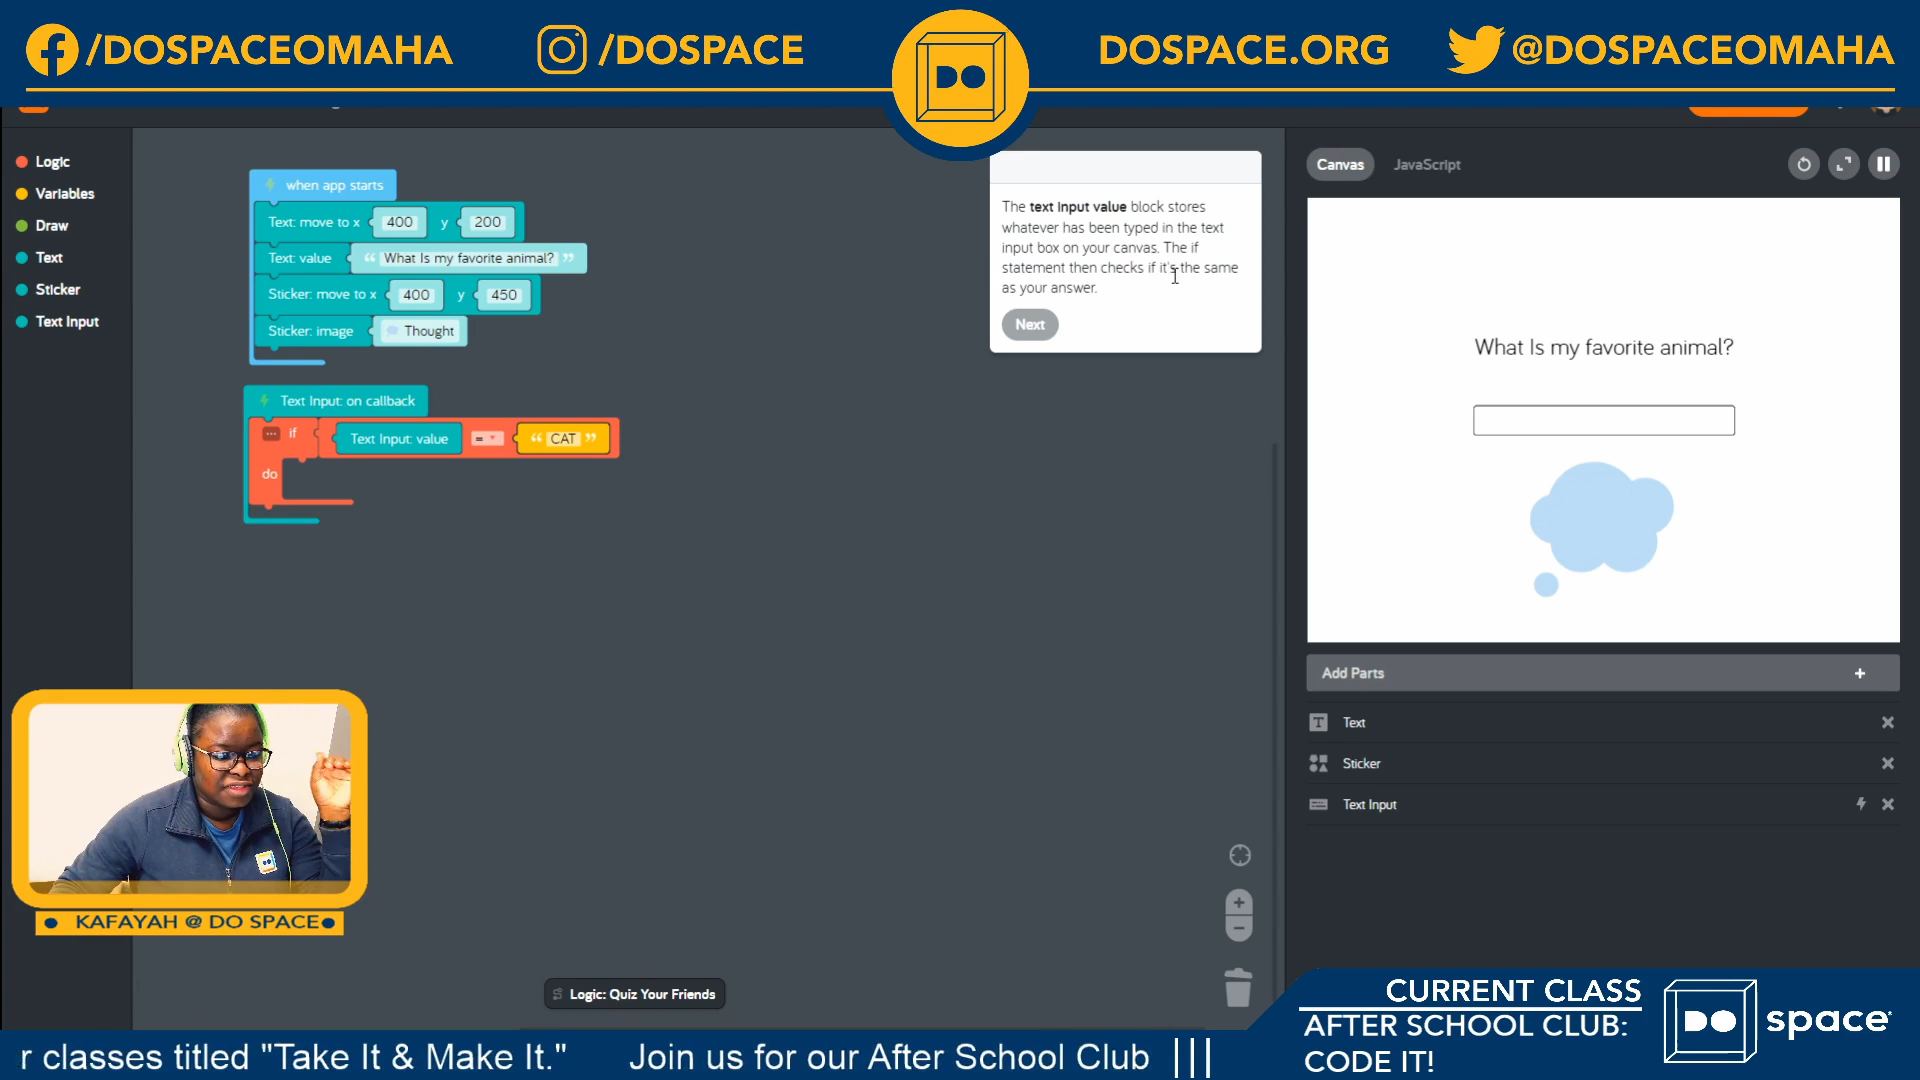 /DOSPACEOMAHA
/DOSPACE
DO
DOSPACE.ORG
@DOSPACEOMAHA
Logic
Variables
Draw
Text
Sticker
Text Input
when app starts
Text: move to x 400 y 200
Text: value “ What Is my favorite animal? ”
Sticker: move to x 400 y 450
Sticker: image Thought
Text Input: on callback
if Text Input: value = “ CAT ”
do
The text input value block stores
whatever has been typed in the text
input box on your canvas. The if
statement then checks if it's the same
as your answer.
Next
Canvas JavaScript
What Is my favorite animal?
Add Parts +
Text
Sticker
Text Input
KAFAYAH @ DO SPACE
Logic: Quiz Your Friends
CURRENT CLASS
AFTER SCHOOL CLUB:
CODE IT!
DO space
r classes titled "Take It & Make It." Join us for our After School Club |||